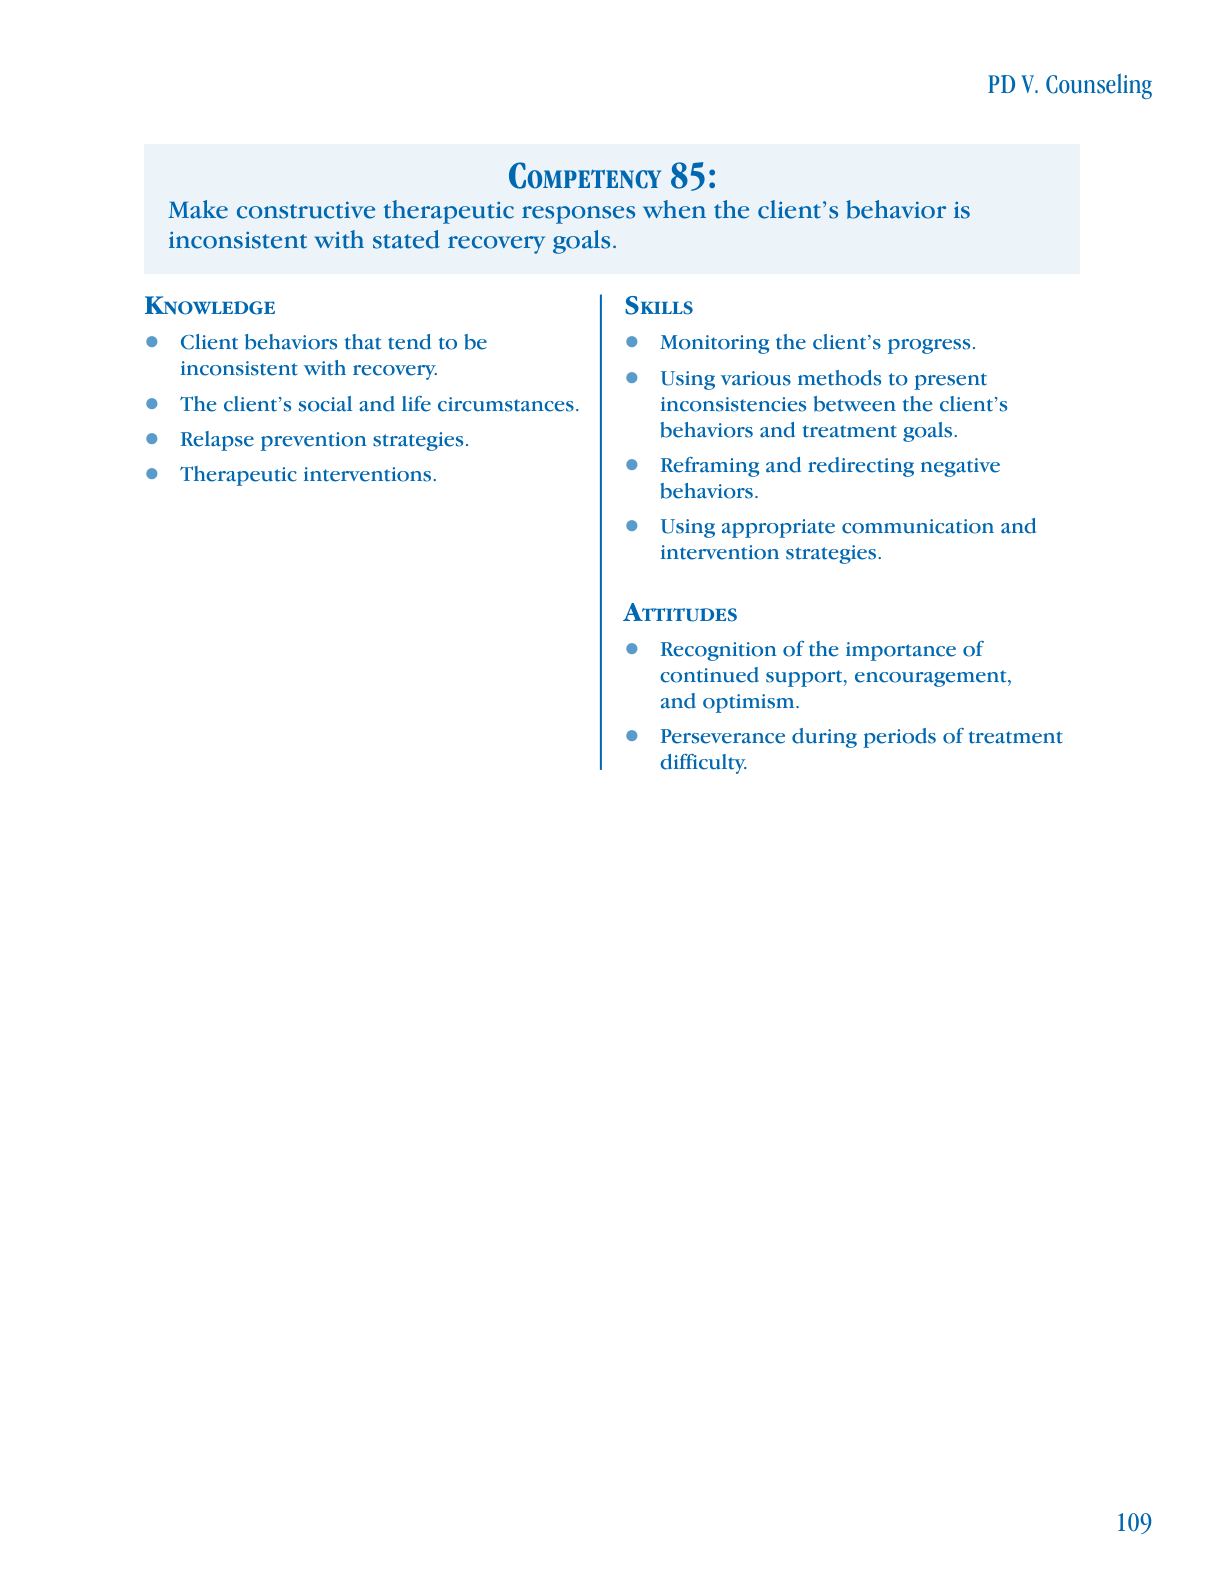 PD V. Counseling
Competency 85:
Make constructive therapeutic responses when the client’s behavior is
inconsistent with stated recovery goals.
Knowledge
● Client behaviors that tend to be
inconsistent with recovery.
● The client’s social and life circumstances.
● Relapse prevention strategies.
● Therapeutic interventions.
Skills
● Monitoring the client’s progress.
● Using various methods to present
inconsistencies between the client’s
behaviors and treatment goals.
● Reframing and redirecting negative
behaviors.
● Using appropriate communication and
intervention strategies.
Attitudes
● Recognition of the importance of
continued support, encouragement,
and optimism.
● Perseverance during periods of treatment
difficulty.
109